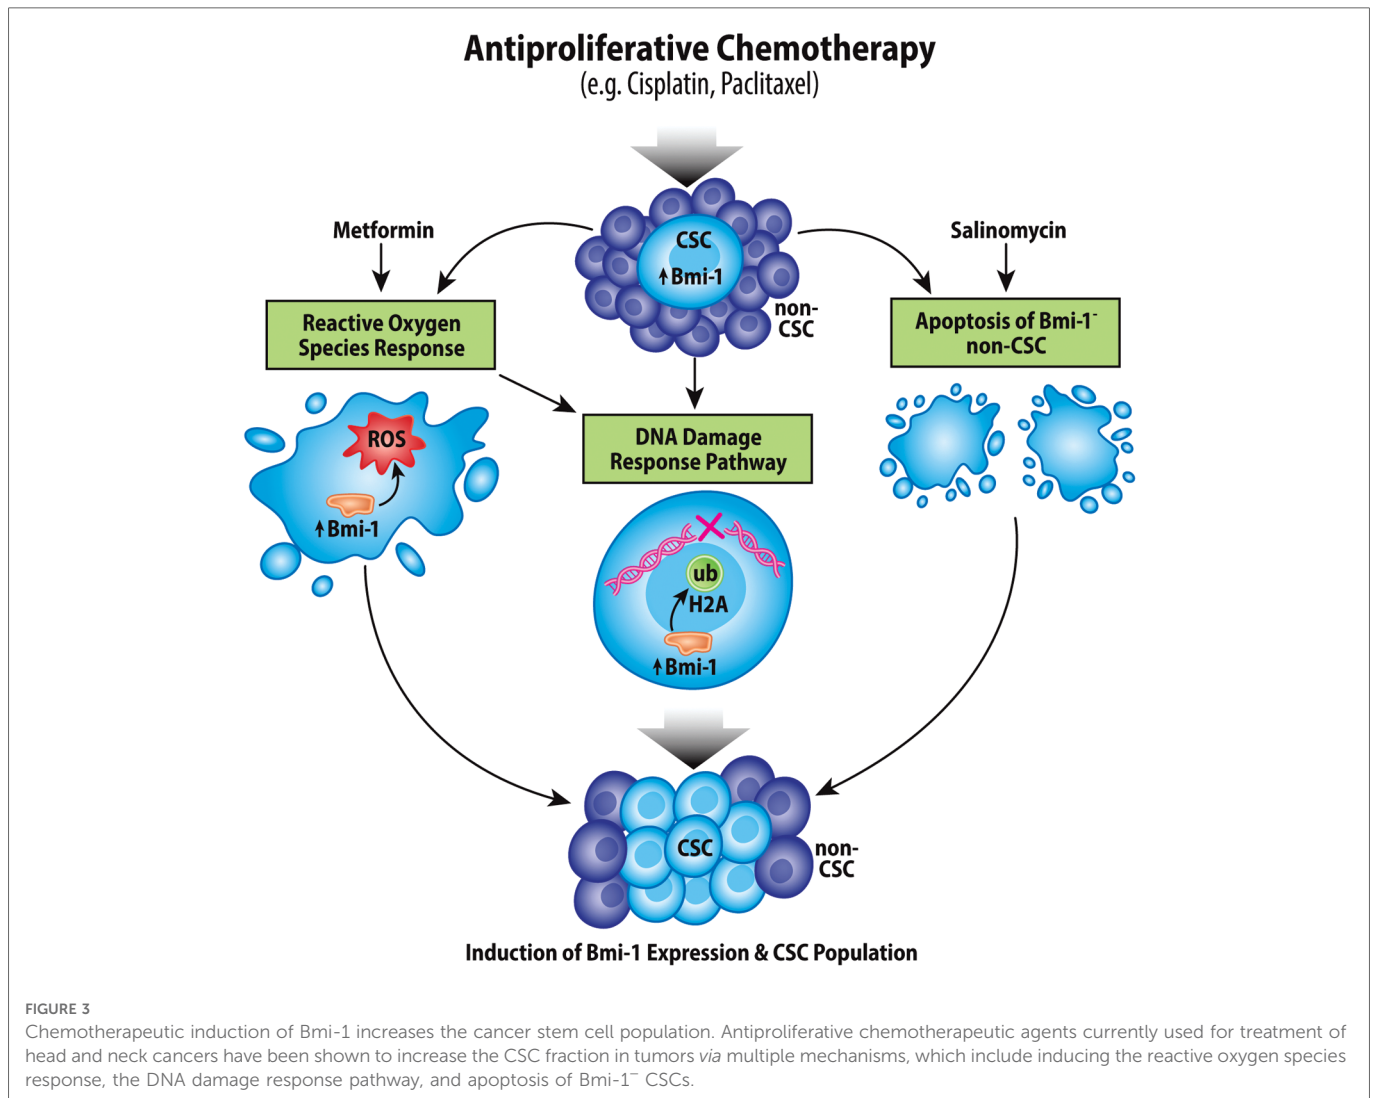 Antiproliferative Chemotherapy
(e.g. Cisplatin, Paclitaxel)
Metformin
Salinomycin
CSC
Bmi-1
non-
CSC
Reactive Oxygen
Species Response
Apoptosis of Bmi-1⁻
non-CSC
ROS
Bmi-1
DNA Damage
Response Pathway
ub
H2A
Bmi-1
CSC
non-
CSC
Induction of Bmi-1 Expression & CSC Population
FIGURE 3
Chemotherapeutic induction of Bmi-1 increases the cancer stem cell population. Antiproliferative chemotherapeutic agents currently used for treatment of
head and neck cancers have been shown to increase the CSC fraction in tumors via multiple mechanisms, which include inducing the reactive oxygen species
response, the DNA damage response pathway, and apoptosis of Bmi-1⁻ CSCs.